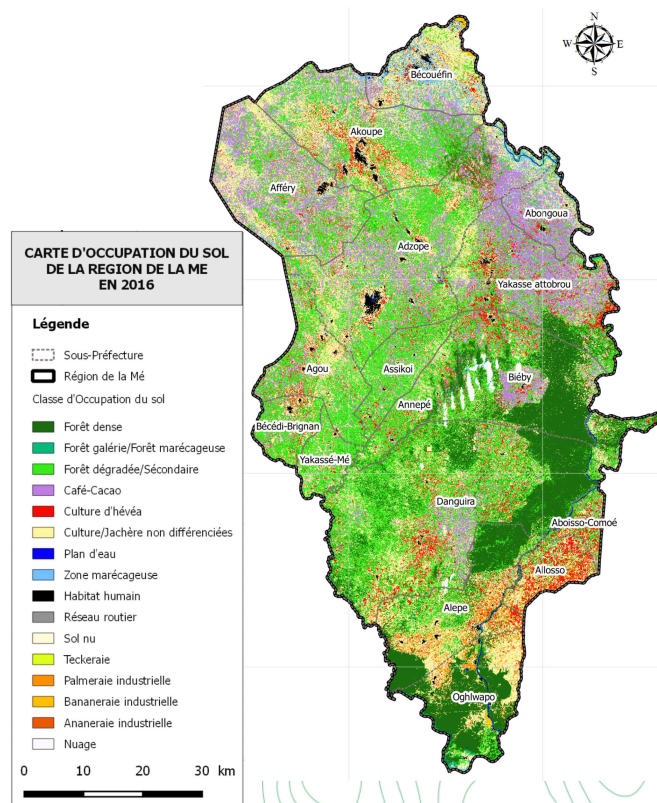 N
W E
S
Bécouéfin
Akoupe
Afféry
Abongoua
Adzope
Yakasse attobrou
Agou
Assikoi
Biéby
Annepé
Bécédi-Brignan
Yakassé-Mé
Danguira
Aboisso-Comoé
Allosso
Alepe
Oghlwapo
CARTE D'OCCUPATION DU SOL
DE LA REGION DE LA ME
EN 2016
Légende
Sous-Préfecture
Région de la Mé
Classe d'Occupation du sol
Forêt dense
Forêt galérie/Forêt marécageuse
Forêt dégradée/Sécondaire
Café-Cacao
Culture d'hévéa
Culture/Jachère non différenciées
Plan d'eau
Zone marécageuse
Habitat humain
Réseau routier
Sol nu
Teckeraie
Palmeraie industrielle
Bananeraie industrielle
Ananeraie industrielle
Nuage
0 10 20 30 km